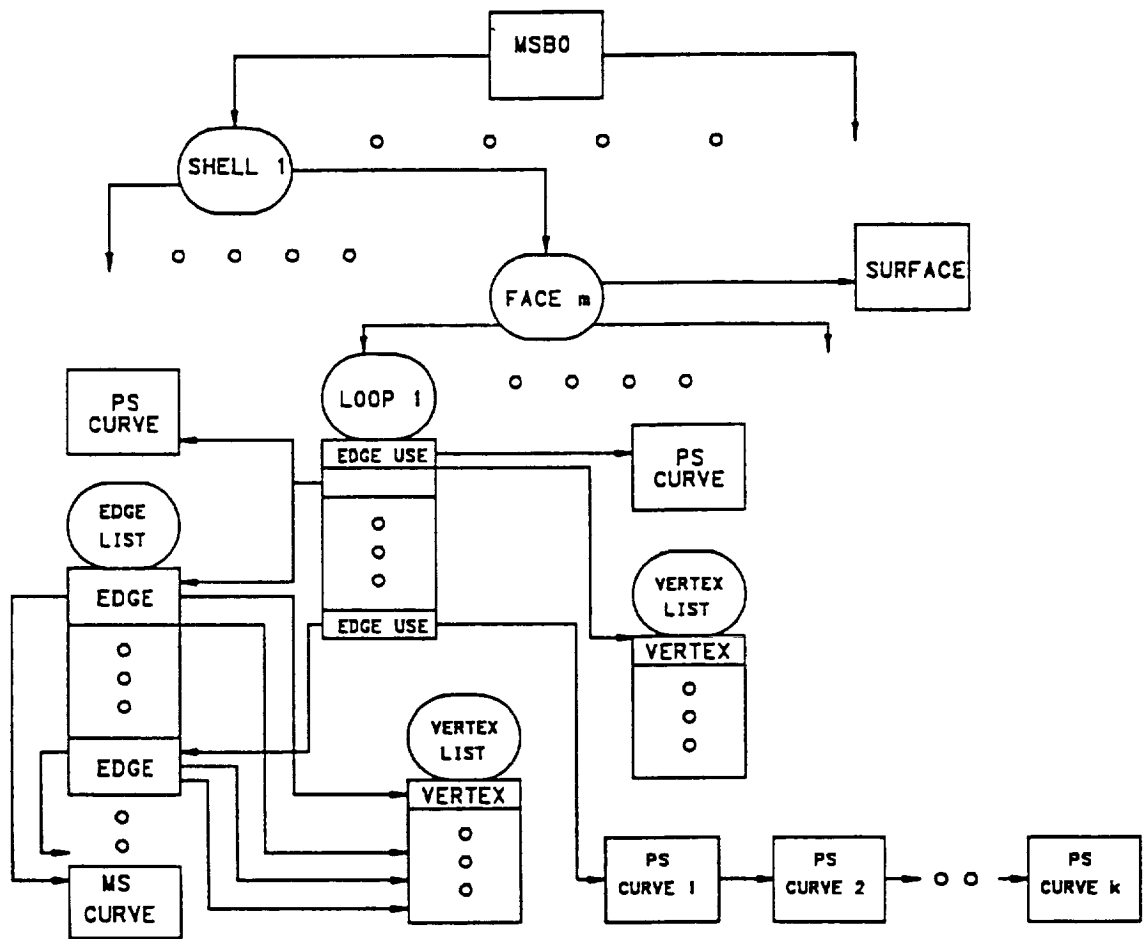 MSBO
SHELL 1
SURFACE
FACE m
LOOP 1
PS
CURVE
EDGE USE
PS
CURVE
EDGE
LIST
VERTEX
LIST
EDGE
EDGE USE
VERTEX
VERTEX
LIST
EDGE
VERTEX
MS
CURVE
PS
CURVE 1
PS
CURVE 2
PS
CURVE k